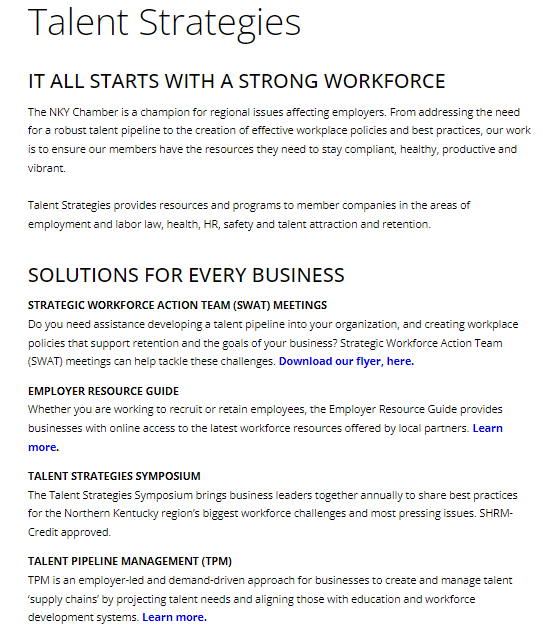 Talent Strategies
IT ALL STARTS WITH A STRONG WORKFORCE
The NKY Chamber is a champion for regional issues affecting employers. From addressing the need
for a robust talent pipeline to the creation of effective workplace policies and best practices, our work
is to ensure our members have the resources they need to stay compliant, healthy, productive and
vibrant.
Talent Strategies provides resources and programs to member companies in the areas of
employment and labor law, health, HR, safety and talent attraction and retention.
SOLUTIONS FOR EVERY BUSINESS
STRATEGIC WORKFORCE ACTION TEAM (SWAT) MEETINGS
Do you need assistance developing a talent pipeline into your organization, and creating workplace
policies that support retention and the goals of your business? Strategic Workforce Action Team
(SWAT) meetings can help tackle these challenges. Download our flyer, here.
EMPLOYER RESOURCE GUIDE
Whether you are working to recruit or retain employees, the Employer Resource Guide provides
businesses with online access to the latest workforce resources offered by local partners. Learn
more.
TALENT STRATEGIES SYMPOSIUM
The Talent Strategies Symposium brings business leaders together annually to share best practices
for the Northern Kentucky region's biggest workforce challenges and most pressing issues. SHRM-
Credit approved.
TALENT PIPELINE MANAGEMENT (TPM)
TPM is an employer-led and demand-driven approach for businesses to create and manage talent
'supply chains' by projecting talent needs and aligning those with education and workforce
development systems. Learn more.